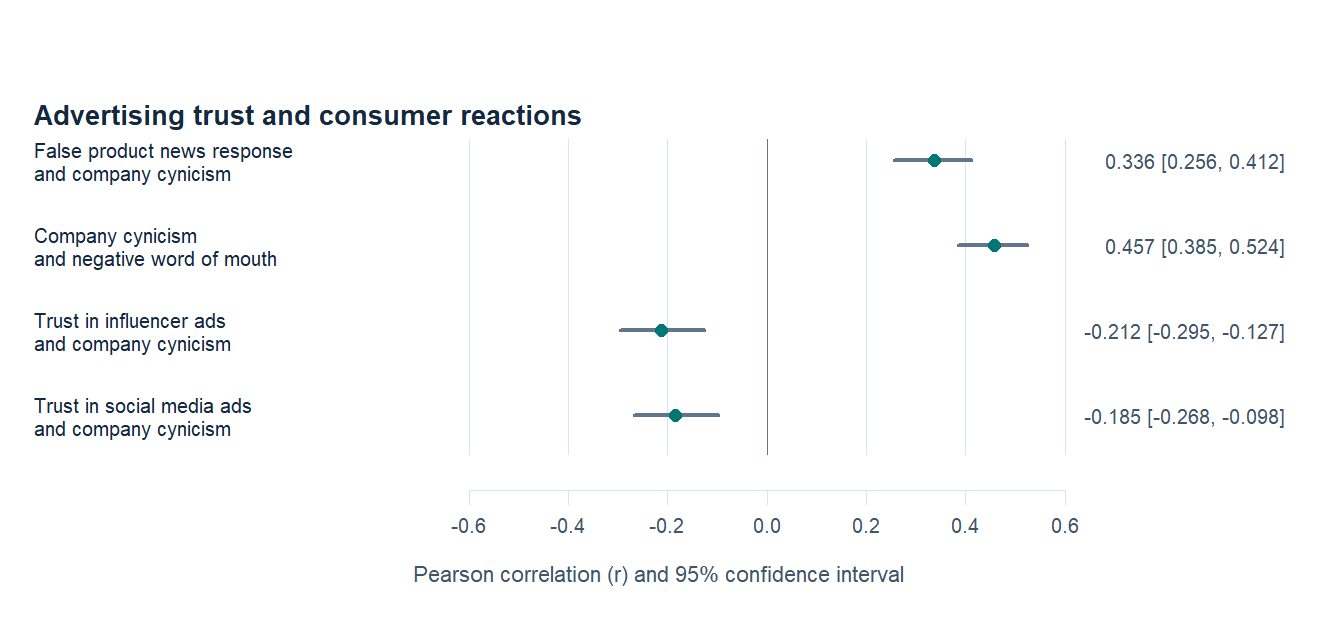 Advertising trust and consumer reactions
False product news response
and company cynicism
0.336 [0.256, 0.412]
Company cynicism
and negative word of mouth
0.457 [0.385, 0.524]
Trust in influencer ads
and company cynicism
-0.212 [-0.295, -0.127]
Trust in social media ads
and company cynicism
-0.185 [-0.268, -0.098]
-0.6 -0.4 -0.2 0.0 0.2 0.4 0.6
Pearson correlation (r) and 95% confidence interval